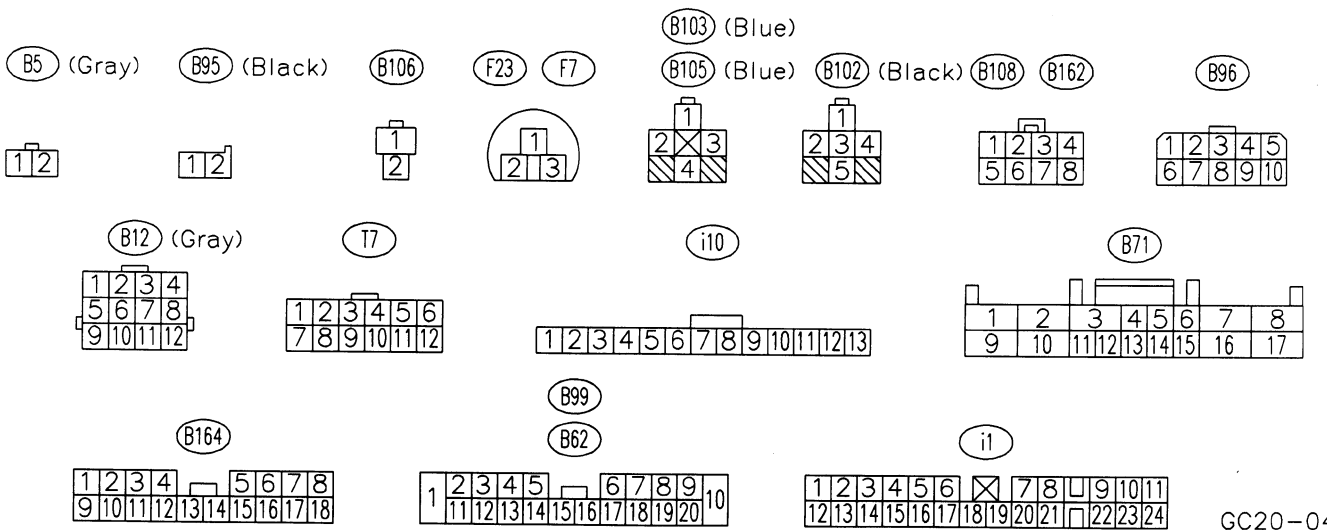 B103 (Blue)
B5 (Gray) B95 (Black) B106 F23 F7 B105 (Blue) B102 (Black) B108 B162 B96
1 1 1 1 1 2 3 4 1 2 3 4 5
1 2 1 2 2 2 3 2 3 2 3 4 5 6 7 8 6 7 8 9 10
4 5
B12 (Gray) T7 i10 B71
1 2 3 4
5 6 7 8 1 2 3 4 5 6 1 2 3 4 5 6 7 8
9 10 11 12 7 8 9 10 11 12 1 2 3 4 5 6 7 8 9 10 11 12 13 9 10 11 12 13 14 15 16 17
B99
B164 B62 i1
1 2 3 4 5 6 7 8 1 2 3 4 5 6 7 8 9 10 1 2 3 4 5 6 7 8 9 10 11
9 10 11 12 13 14 15 16 17 18 11 12 13 14 15 16 17 18 19 20 12 13 14 15 16 17 18 19 20 21 22 23 24
GC20-04